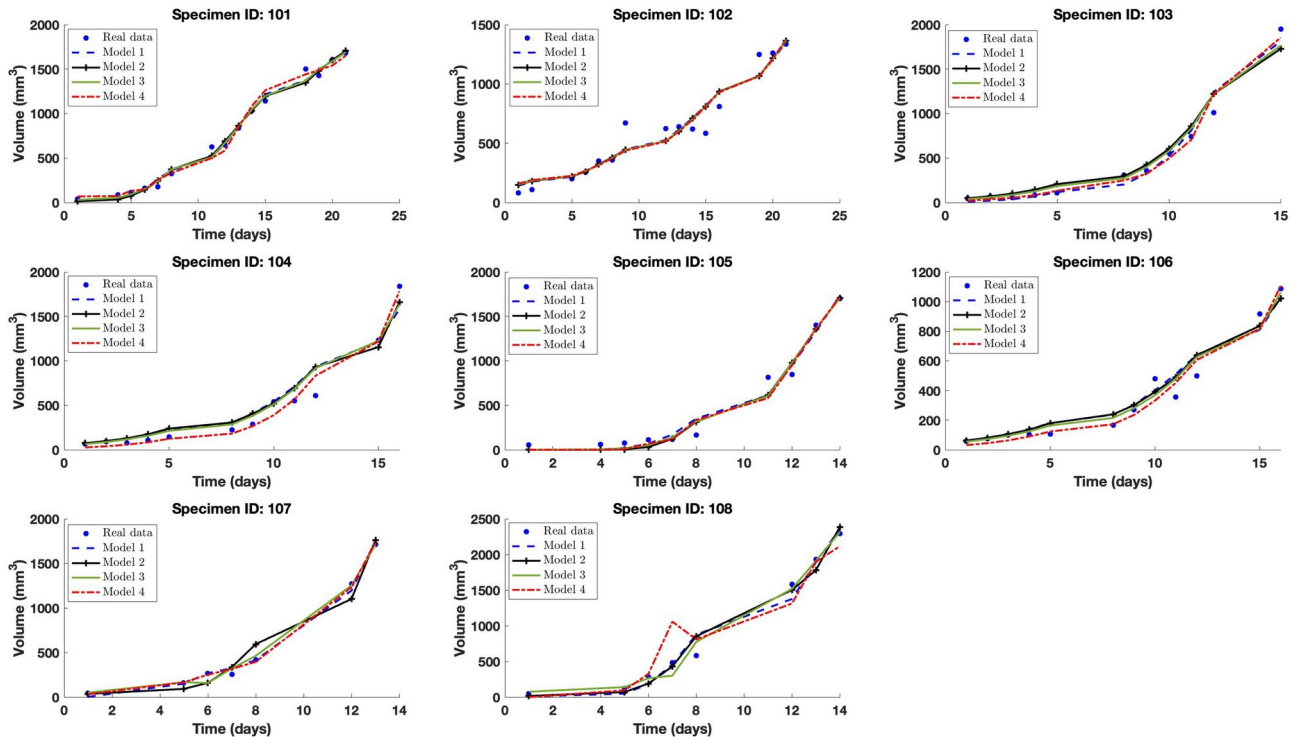 Specimen ID: 101
2000
1500
1000
500
0
Volume (mm³)
Real data
Model 1
Model 2
Model 3
Model 4
0 5 10 15 20 25
Time (days)
Specimen ID: 102
1500
1000
500
0
Volume (mm³)
Real data
Model 1
Model 2
Model 3
Model 4
0 5 10 15 20 25
Time (days)
Specimen ID: 103
2000
1500
1000
500
0
Volume (mm³)
Real data
Model 1
Model 2
Model 3
Model 4
0 5 10 15
Time (days)
Specimen ID: 104
2000
1500
1000
500
0
Volume (mm³)
Real data
Model 1
Model 2
Model 3
Model 4
0 5 10 15
Time (days)
Specimen ID: 105
2000
1500
1000
500
0
Volume (mm³)
Real data
Model 1
Model 2
Model 3
Model 4
0 2 4 6 8 10 12 14
Time (days)
Specimen ID: 106
1200
1000
800
600
400
200
0
Volume (mm³)
Real data
Model 1
Model 2
Model 3
Model 4
0 5 10 15
Time (days)
Specimen ID: 107
2000
1500
1000
500
0
Volume (mm³)
Real data
Model 1
Model 2
Model 3
Model 4
0 2 4 6 8 10 12 14
Time (days)
Specimen ID: 108
2500
2000
1500
1000
500
0
Volume (mm³)
Real data
Model 1
Model 2
Model 3
Model 4
0 2 4 6 8 10 12 14
Time (days)